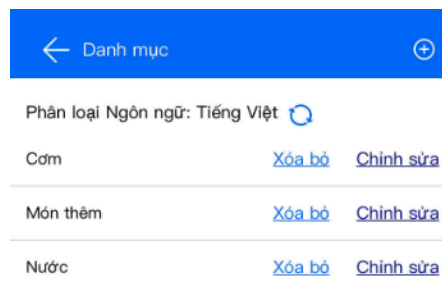 Danh mục
Phân loại Ngôn ngữ: Tiếng Việt
Cơm Xóa bỏ Chỉnh sửa
Món thêm Xóa bỏ Chỉnh sửa
Nước Xóa bỏ Chỉnh sửa